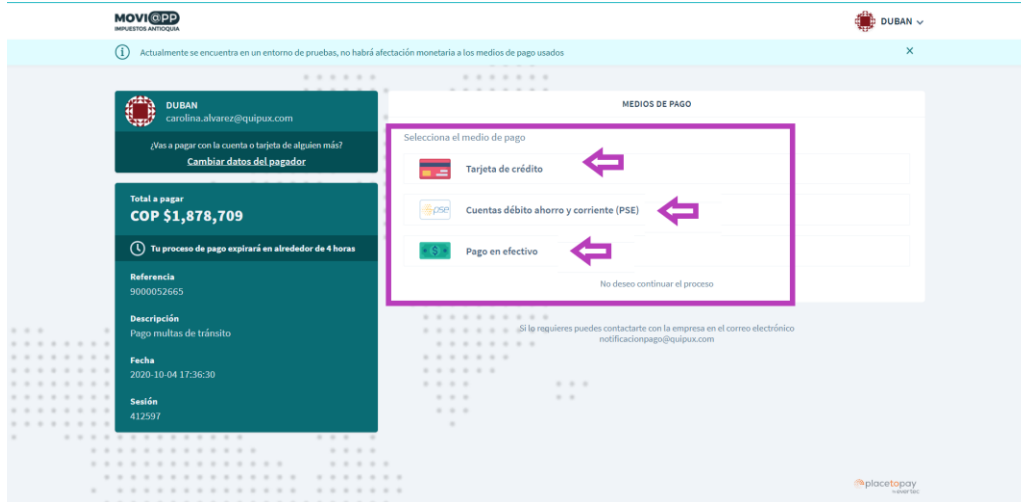 MOVI@PP
IMPUESTOS ANTIOQUIA
DUBAN
Actualmente se encuentra en un entorno de pruebas, no habrá afectación monetaria a los medios de pago usados
DUBAN
carolina.alvarez@quipux.com
¿Vas a pagar con la cuenta o tarjeta de alguien más?
Cambiar datos del pagador
Total a pagar
COP $1,878,709
Tu proceso de pago expirará en alrededor de 4 horas
Referencia
9000052665
Descripción
Pago multas de tránsito
Fecha
2020-10-04 17:36:30
Sesión
412597
MEDIOS DE PAGO
Selecciona el medio de pago
Tarjeta de crédito
pse
Cuentas débito ahorro y corriente (PSE)
$
Pago en efectivo
No deseo continuar el proceso
Si lo requieres puedes contactarte con la empresa en el correo electrónico
notificacionpago@quipux.com
placetopay
by evertec